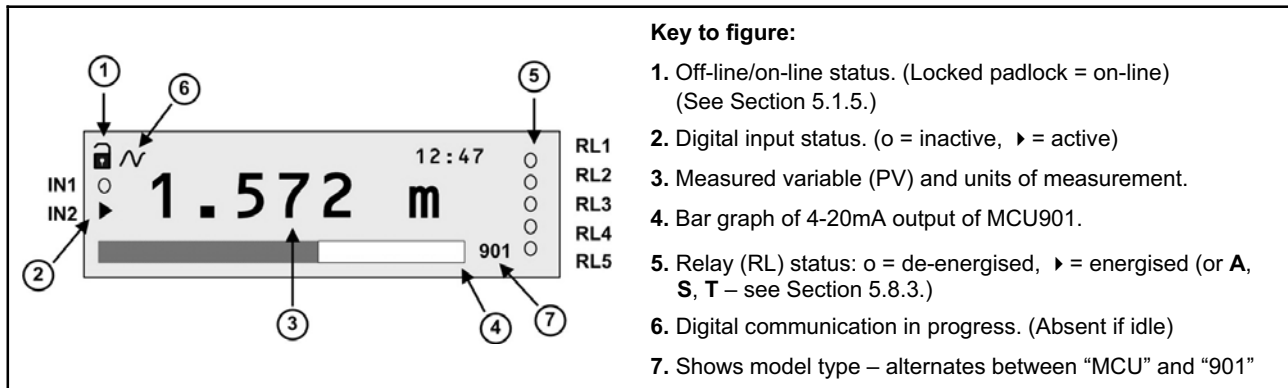 Key to figure:
1. Off-line/on-line status. (Locked padlock = on-line)
(See Section 5.1.5.)
2. Digital input status. (o = inactive, ▶ = active)
3. Measured variable (PV) and units of measurement.
4. Bar graph of 4-20mA output of MCU901.
5. Relay (RL) status: o = de-energised, ▶ = energised (or A,
S, T – see Section 5.8.3.)
6. Digital communication in progress. (Absent if idle)
7. Shows model type – alternates between “MCU” and “901”
1
6
5
12:47
RL1
IN1
1.572 m
RL2
IN2
RL3
RL4
901
RL5
2
3
4
7